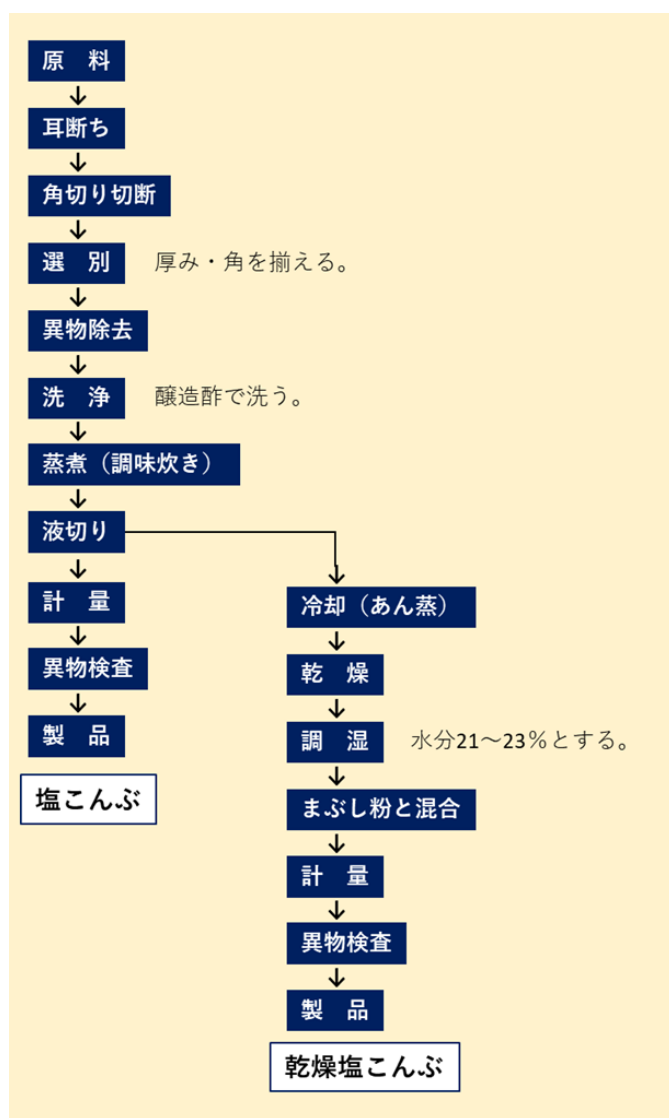 原　料
耳断ち
角切り切断
選　別　厚み・角を揃える。
異物除去
洗　浄　醸造酢で洗う。
蒸煮（調味炊き）
液切り
計　量
異物検査
製　品
塩こんぶ
冷却（あん蒸）
乾　燥
調　湿　水分21～23％とする。
まぶし粉と混合
計　量
異物検査
製　品
乾燥塩こんぶ